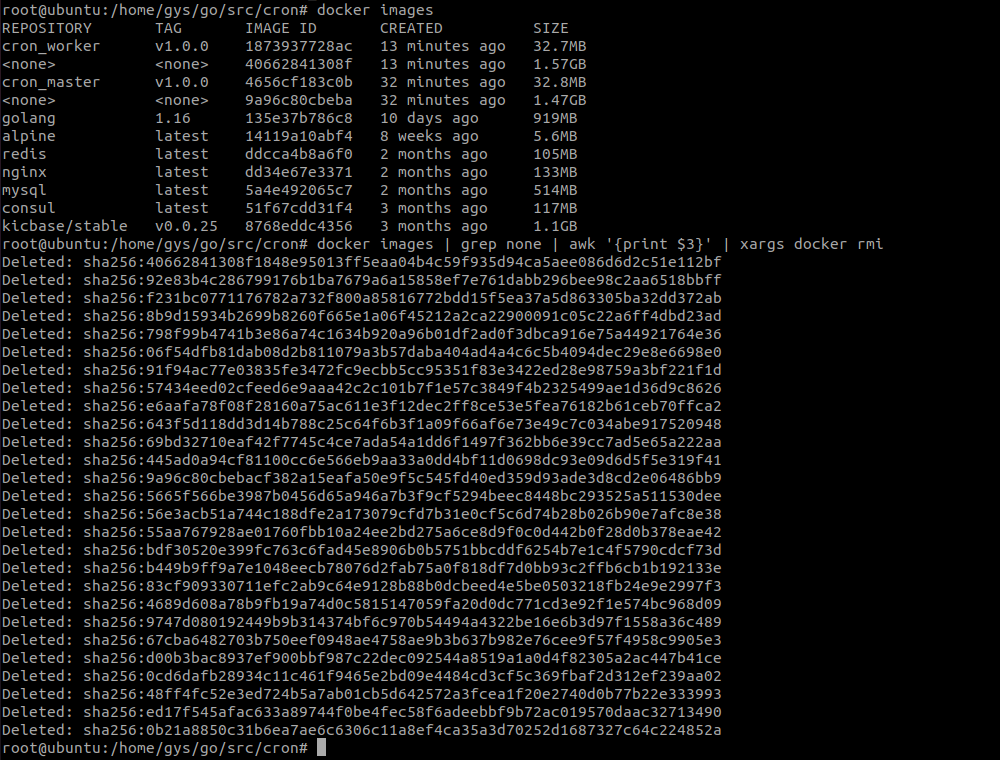 root@ubuntu:/home/gys/go/src/cron# docker images
REPOSITORY TAG IMAGE ID CREATED SIZE
cron_worker v1.0.0 1873937728ac 13 minutes ago 32.7MB
<none> <none> 40662841308f 13 minutes ago 1.57GB
cron_master v1.0.0 4656cf183c0b 32 minutes ago 32.8MB
<none> <none> 9a96c80cbeba 32 minutes ago 1.47GB
golang 1.16 135e37b786c8 10 days ago 919MB
alpine latest 14119a10abf4 8 weeks ago 5.6MB
redis latest ddcca4b8a6f0 2 months ago 105MB
nginx latest dd34e67e3371 2 months ago 133MB
mysql latest 5a4e492065c7 2 months ago 514MB
consul latest 51f67cdd31f4 3 months ago 117MB
kicbase/stable v0.0.25 8768eddc4356 3 months ago 1.1GB
root@ubuntu:/home/gys/go/src/cron# docker images | grep none | awk '{print $3}' | xargs docker rmi
Deleted: sha256:40662841308f1848e95013ff5eaa04b4c59f935d94ca5aee086d6d2c51e112bf
Deleted: sha256:92e83b4c286799176b1ba7679a6a15858ef7e761dabb296bee98c2aa6518bbff
Deleted: sha256:f231bc0771176782a732f800a85816772bdd15f5ea37a5d863305ba32dd372ab
Deleted: sha256:8b9d15934b2699b8260f665e1a06f45212a2ca22900091c05c22a6ff4dbd23ad
Deleted: sha256:798f99b4741b3e86a74c1634b920a96b01df2ad0f3dbca916e75a44921764e36
Deleted: sha256:06f54dfb81dab08d2b811079a3b57daba404ad4a4c6c5b4094dec29e8e6698e0
Deleted: sha256:91f94ac77e03835fe3472fc9ecbb5cc95351f83e3422ed28e98759a3bf221f1d
Deleted: sha256:57434eed02cfeed6e9aaa42c2c101b7f1e57c3849f4b2325499ae1d36d9c8626
Deleted: sha256:e6aafa78f08f28160a75ac611e3f12dec2ff8ce53e5fea76182b61ceb70ffca2
Deleted: sha256:643f5d118dd3d14b788c25c64f6b3f1a09f66af6e73e49c7c034abe917520948
Deleted: sha256:69bd32710eaf42f7745c4ce7ada54a1dd6f1497f362bb6e39cc7ad5e65a222aa
Deleted: sha256:445ad0a94cf81100cc6e566eb9aa33a0dd4bf11d0698dc93e09d6d5f5e319f41
Deleted: sha256:9a96c80cbebacf382a15eafa50e9f5c545fd40ed359d93ade3d8cd2e06486bb9
Deleted: sha256:5665f566be3987b0456d65a946a7b3f9cf5294beec8448bc293525a511530dee
Deleted: sha256:56e3acb51a744c188dfe2a173079cfd7b31e0cf5c6d74b28b026b90e7afc8e38
Deleted: sha256:55aa767928ae01760fbb10a24ee2bd275a6ce8d9f0c0d442b0f28d0b378eae42
Deleted: sha256:bdf30520e399fc763c6fad45e8906b0b5751bbcddf6254b7e1c4f5790cdcf73d
Deleted: sha256:b449b9ff9a7e1048eecb78076d2fab75a0f818df7d0bb93c2ffb6cb1b192133e
Deleted: sha256:83cf909330711efc2ab9c64e9128b88b0dcbeed4e5be0503218fb24e9e2997f3
Deleted: sha256:4689d608a78b9fb19a74d0c5815147059fa20d0dc771cd3e92f1e574bc968d09
Deleted: sha256:9747d080192449b9b314374bf6c970b54494a4322be16e6b3d97f1558a36c489
Deleted: sha256:67cba6482703b750eef0948ae4758ae9b3b637b982e76cee9f57f4958c9905e3
Deleted: sha256:d00b3bac8937ef900bbf987c22dec092544a8519a1a0d4f82305a2ac447b41ce
Deleted: sha256:0cd6dafb28934c11c461f9465e2bd09e4484cd3cf5c369fbaf2d312ef239aa02
Deleted: sha256:48ff4fc52e3ed724b5a7ab01cb5d642572a3fcea1f20e2740d0b77b22e333993
Deleted: sha256:ed17f545afac633a89744f0be4fec58f6adeebbf9b72ac019570daac32713490
Deleted: sha256:0b21a8850c31b6ea7ae6c6306c11a8ef4ca35a3d70252d1687327c64c224852a
root@ubuntu:/home/gys/go/src/cron#